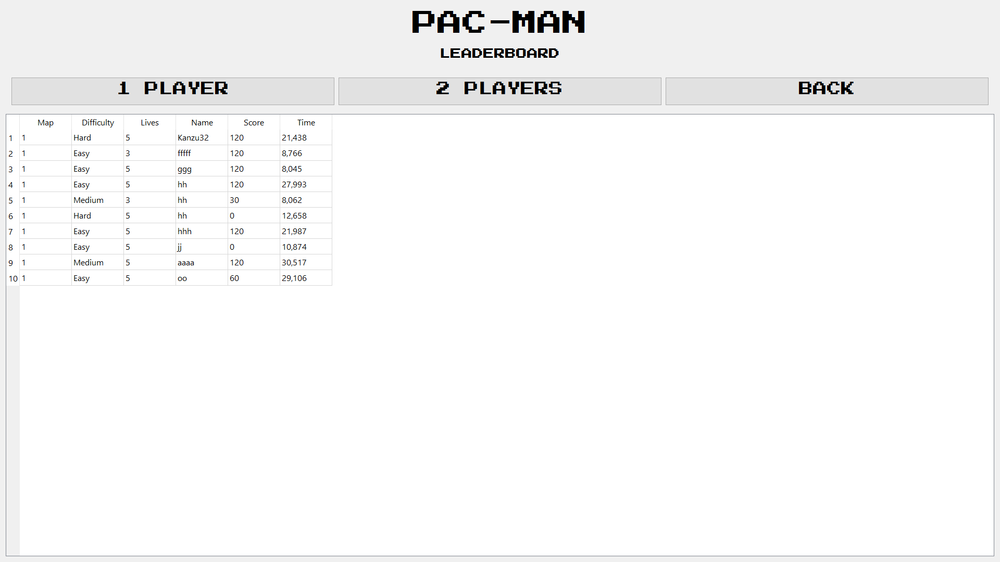 PAC-MAN
LEADERBOARD
1 PLAYER 2 PLAYERS BACK
Map Difficulty Lives Name Score Time
1 1 Hard 5 Kanzu32 120 21,438
2 1 Easy 3 fffff 120 8,766
3 1 Easy 5 ggg 120 8,045
4 1 Easy 5 hh 120 27,993
5 1 Medium 3 hh 30 8,062
6 1 Hard 5 hh 0 12,658
7 1 Easy 5 hhh 120 21,987
8 1 Easy 5 jj 0 10,874
9 1 Medium 5 aaaa 120 30,517
10 1 Easy 5 oo 60 29,106